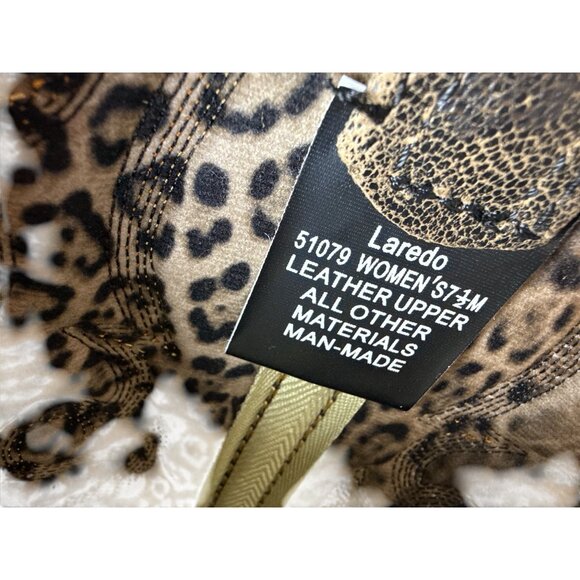 Laredo
51079 WOMEN'S7½M
LEATHER UPPER
ALL OTHER
MATERIALS
MAN-MADE